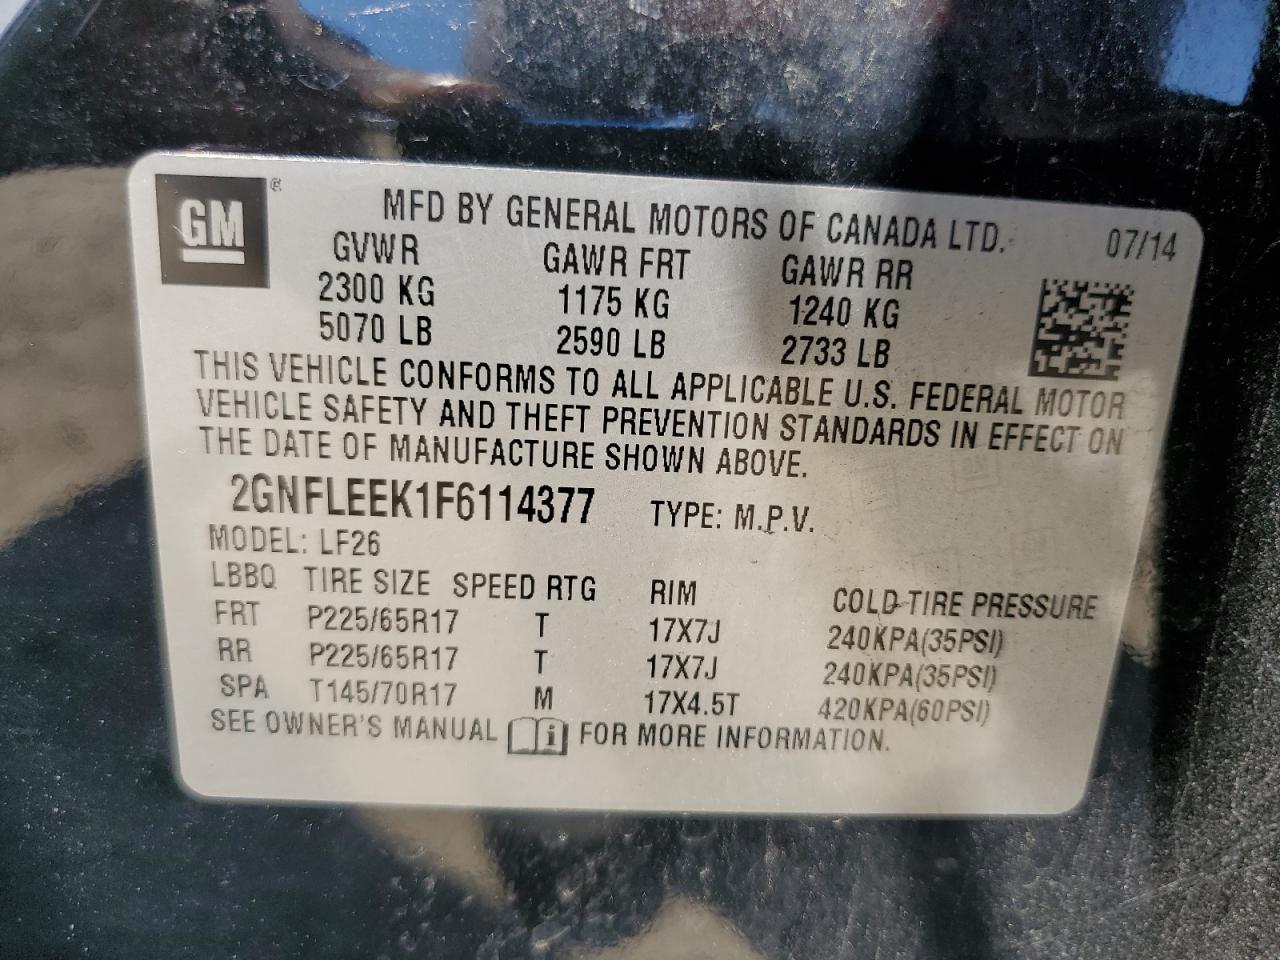 GM
MFD BY GENERAL MOTORS OF CANADA LTD. 07/14
GVWR GAWR FRT GAWR RR
2300 KG 1175 KG 1240 KG
5070 LB 2590 LB 2733 LB
THIS VEHICLE CONFORMS TO ALL APPLICABLE U.S. FEDERAL MOTOR
VEHICLE SAFETY AND THEFT PREVENTION STANDARDS IN EFFECT ON
THE DATE OF MANUFACTURE SHOWN ABOVE.
2GNFLEEK1F6114377 TYPE: M.P.V.
MODEL: LF26
LBBQ TIRE SIZE SPEED RTG RIM COLD TIRE PRESSURE
FRT P225/65R17 T 17X7J 240KPA(35PSI)
RR P225/65R17 T 17X7J 240KPA(35PSI)
SPA T145/70R17 M 17X4.5T 420KPA(60PSI)
SEE OWNER'S MANUAL i FOR MORE INFORMATION.